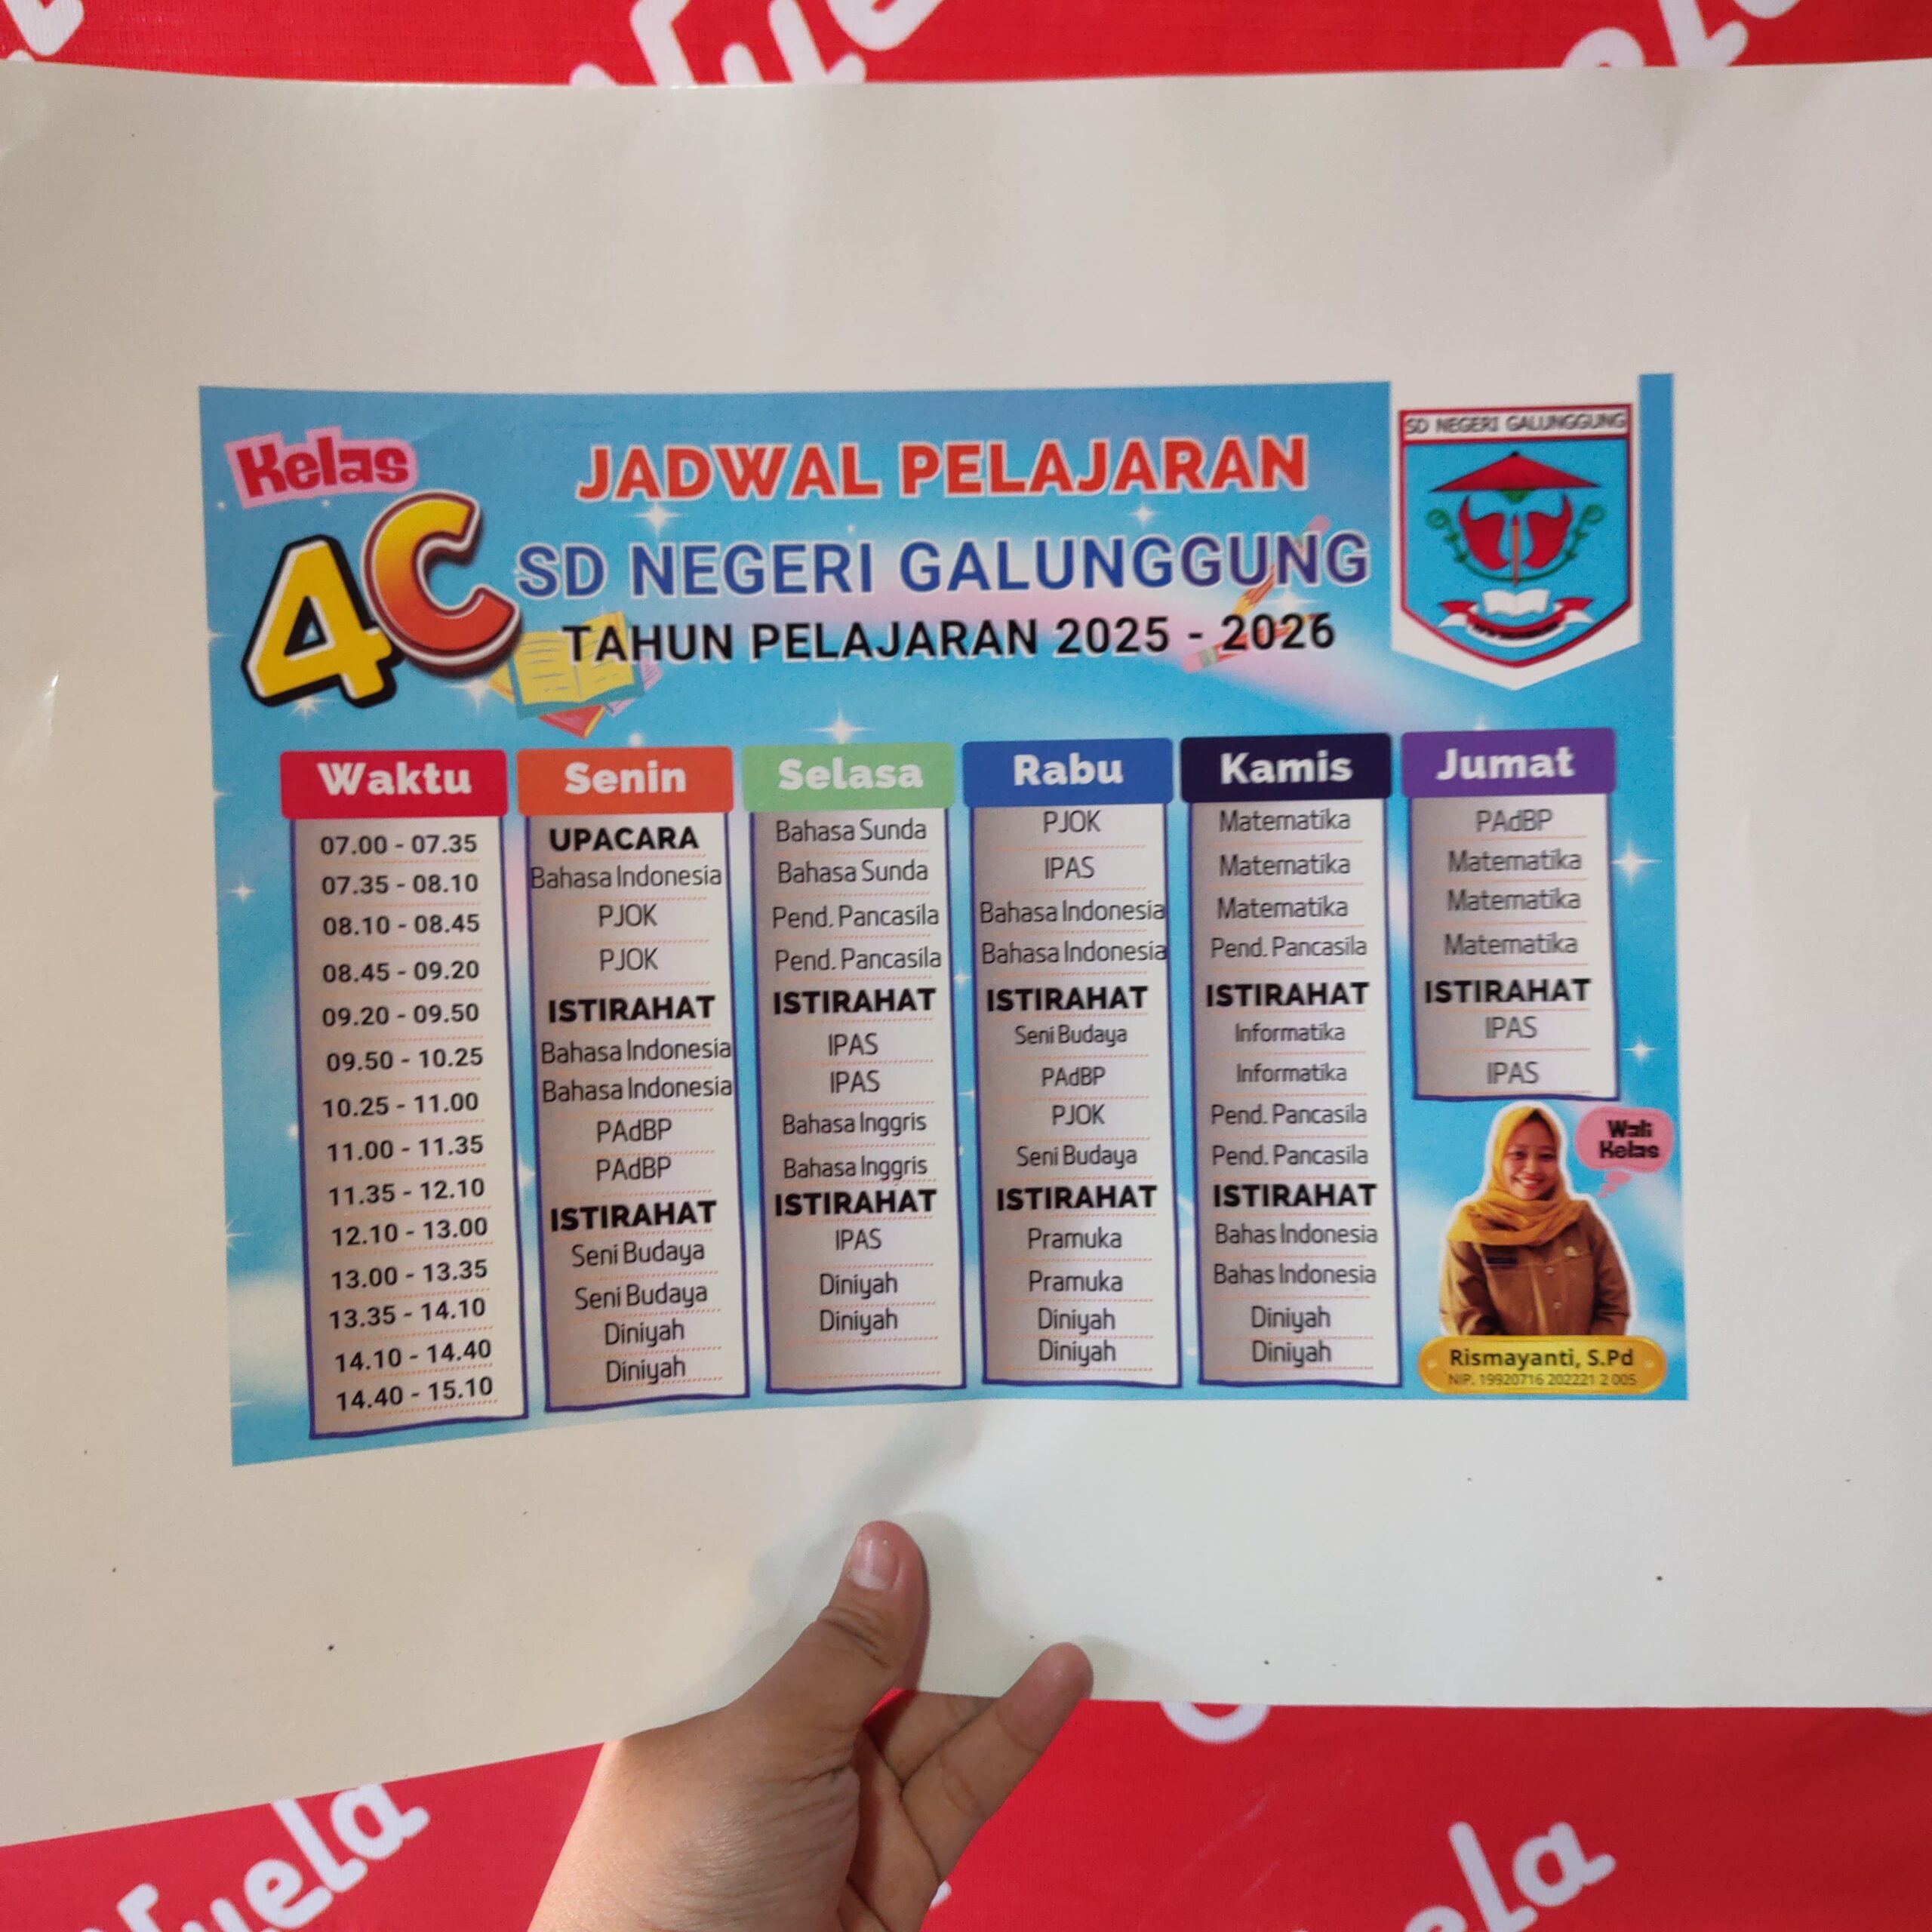 Kelas
4C
JADWAL PELAJARAN
SD NEGERI GALUNGGUNG
TAHUN PELAJARAN 2025 - 2026
SD NEGERI GALUNGGUNG
Waktu Senin Selasa Rabu Kamis Jumat
07.00 - 07.35 UPACARA Bahasa Sunda PJOK Matematika PAdBP
07.35 - 08.10 Bahasa Indonesia Bahasa Sunda IPAS Matematika Matematika
08.10 - 08.45 PJOK Pend. Pancasila Bahasa Indonesia Matematika Matematika
08.45 - 09.20 PJOK Pend. Pancasila Bahasa Indonesia Pend. Pancasila Matematika
09.20 - 09.50 ISTIRAHAT ISTIRAHAT ISTIRAHAT ISTIRAHAT ISTIRAHAT
09.50 - 10.25 Bahasa Indonesia IPAS Seni Budaya Informatika IPAS
10.25 - 11.00 Bahasa Indonesia IPAS PAdBP Informatika IPAS
11.00 - 11.35 PAdBP Bahasa Inggris PJOK Pend. Pancasila
11.35 - 12.10 PAdBP Bahasa Inggris Seni Budaya Pend. Pancasila
12.10 - 13.00 ISTIRAHAT ISTIRAHAT ISTIRAHAT ISTIRAHAT
13.00 - 13.35 Seni Budaya IPAS Pramuka Bahas Indonesia
13.35 - 14.10 Seni Budaya Diniyah Pramuka Bahas Indonesia
14.10 - 14.40 Diniyah Diniyah Diniyah Diniyah
14.40 - 15.10 Diniyah Diniyah Diniyah
Wali
Kelas
Rismayanti, S.Pd
NIP. 19920716 202221 2 005